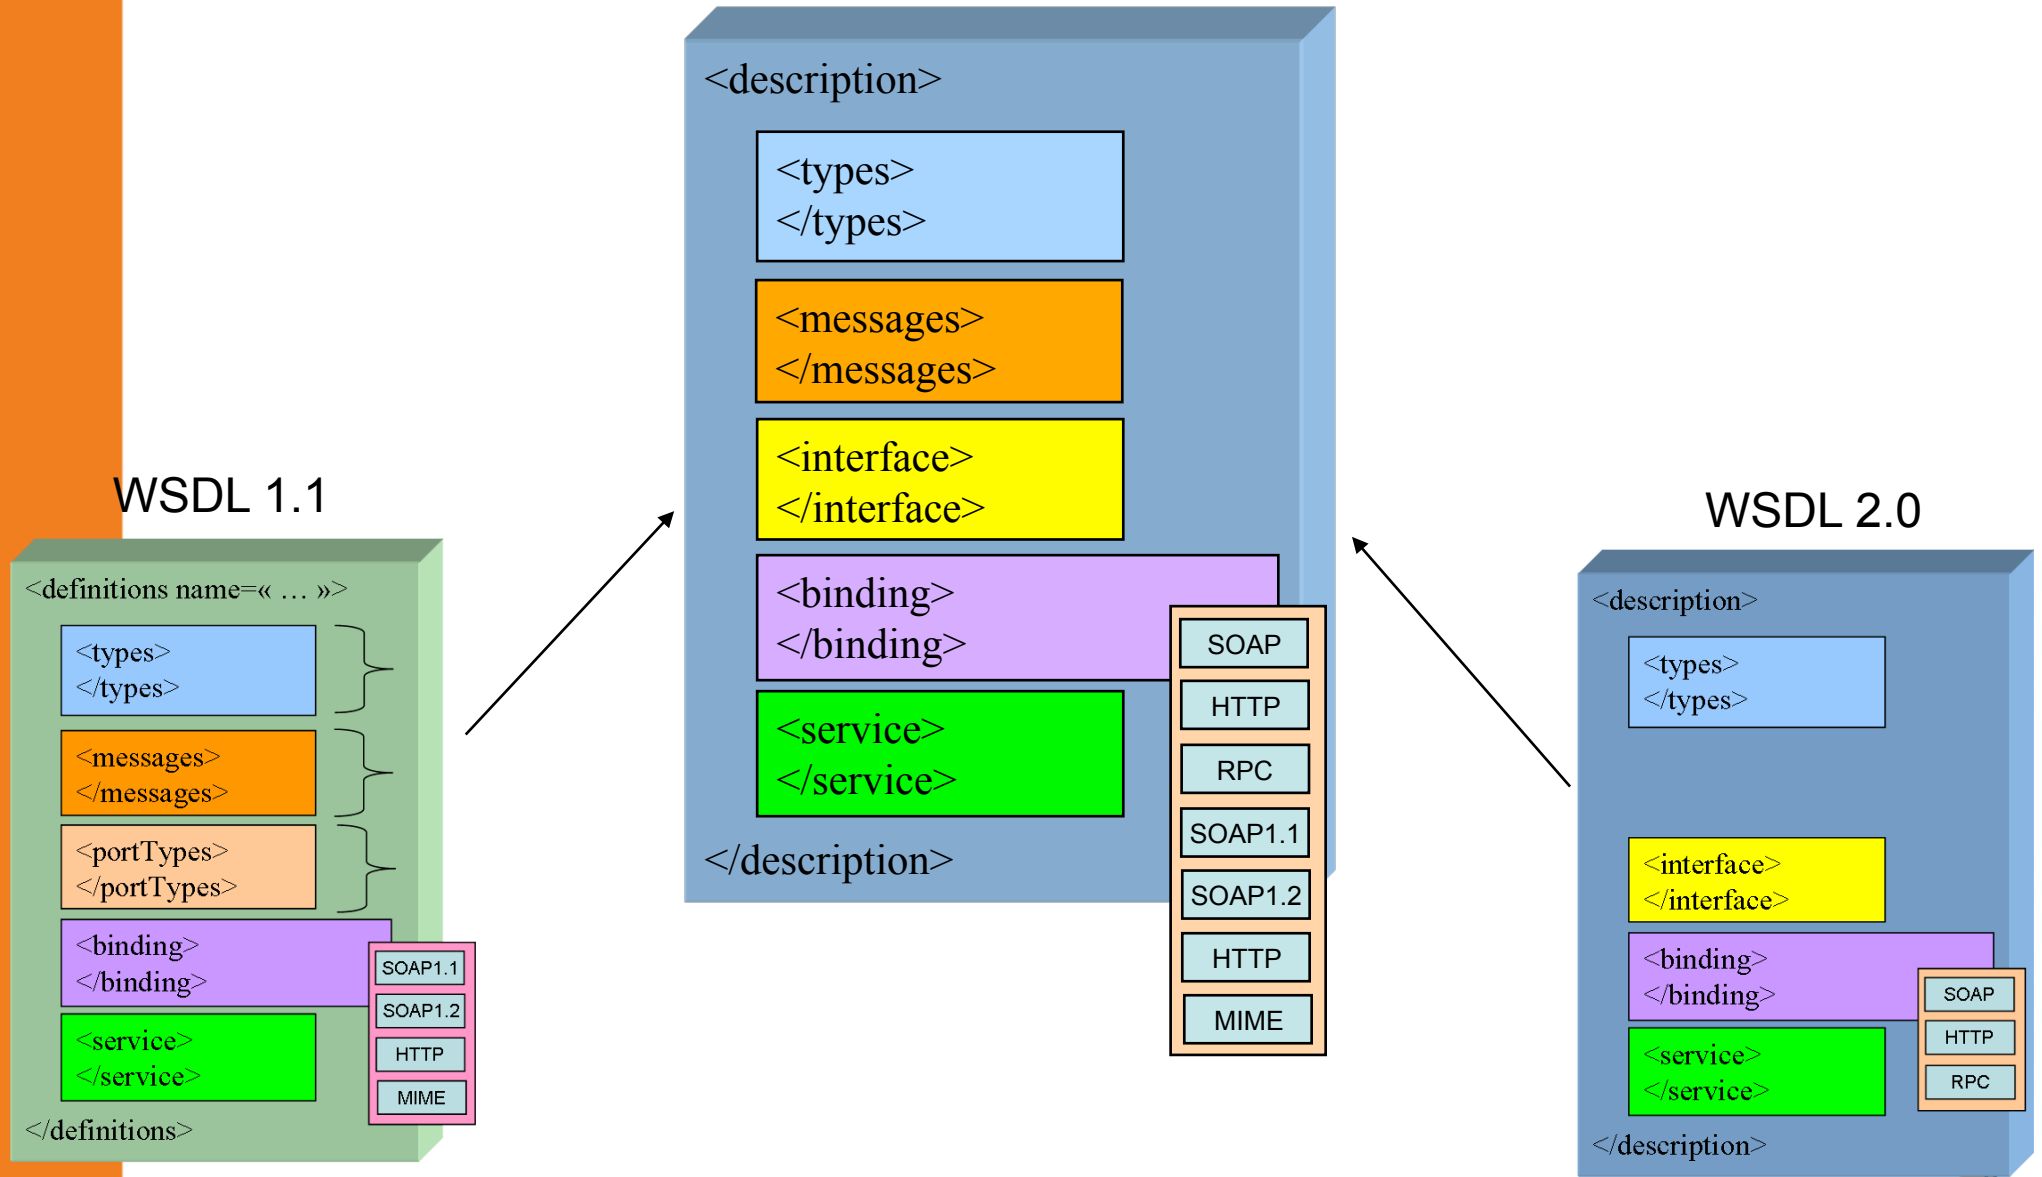 <description>
<types>
</types>
<messages>
</messages>
<interface>
</interface>
<binding>
</binding>
<service>
</service>
</description>
SOAP
HTTP
RPC
SOAP1.1
SOAP1.2
HTTP
MIME
WSDL 1.1
<definitions name=« … »>
<types>
</types>
<messages>
</messages>
<portTypes>
</portTypes>
<binding>
</binding>
<service>
</service>
</definitions>
SOAP1.1
SOAP1.2
HTTP
MIME
WSDL 2.0
<description>
<types>
</types>
<interface>
</interface>
<binding>
</binding>
<service>
</service>
</description>
SOAP
HTTP
RPC